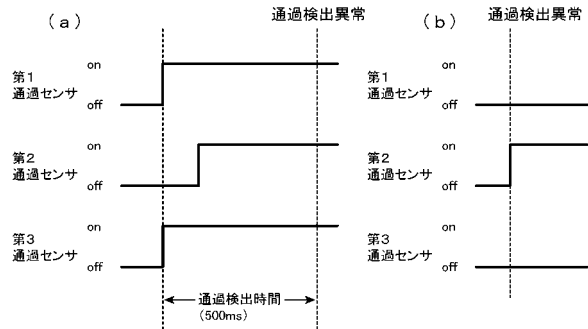 (a)
通過検出異常
第1
通過センサ
on
off
第2
通過センサ
on
off
第3
通過センサ
on
off
通過検出時間
(500ms)
通過検出異常
(b)
第1
通過センサ
on
off
第2
通過センサ
on
off
第3
通過センサ
on
off